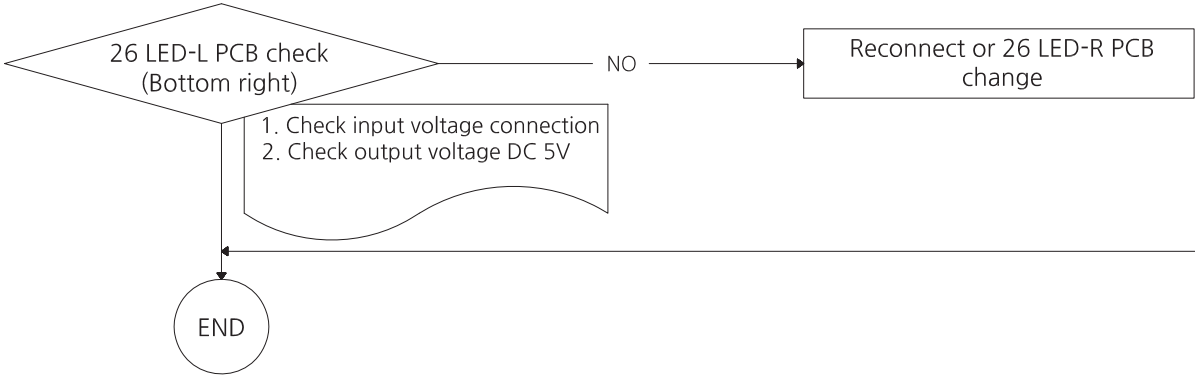 26 LED-L PCB check
(Bottom right)
NO
Reconnect or 26 LED-R PCB
change
1. Check input voltage connection
2. Check output voltage DC 5V
END